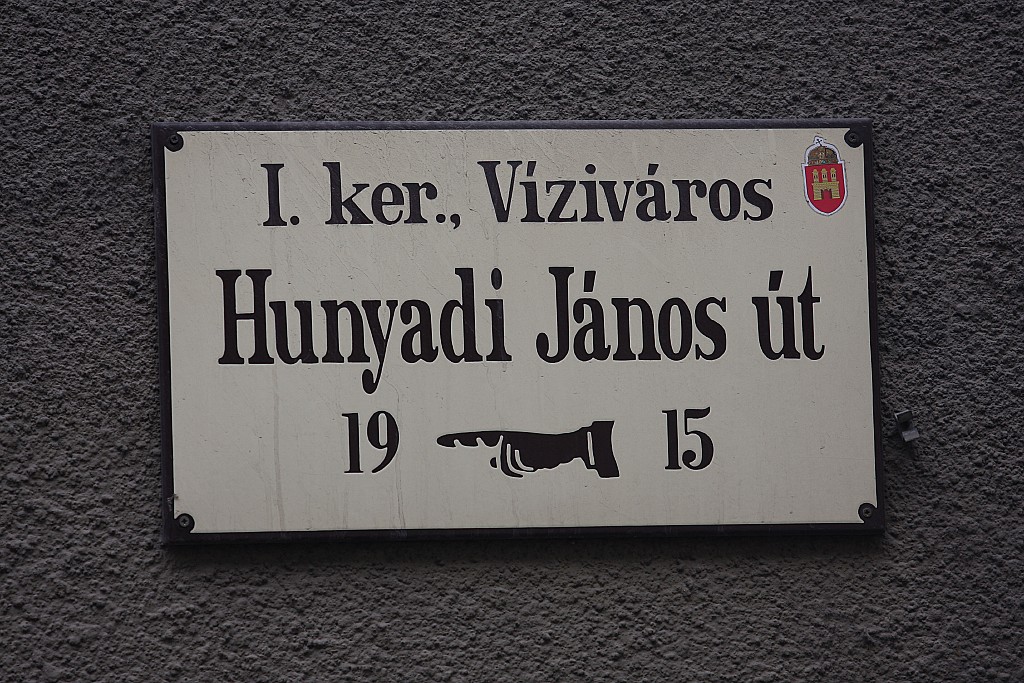 I. ker., Víziváros
Hunyadi János út
19 15